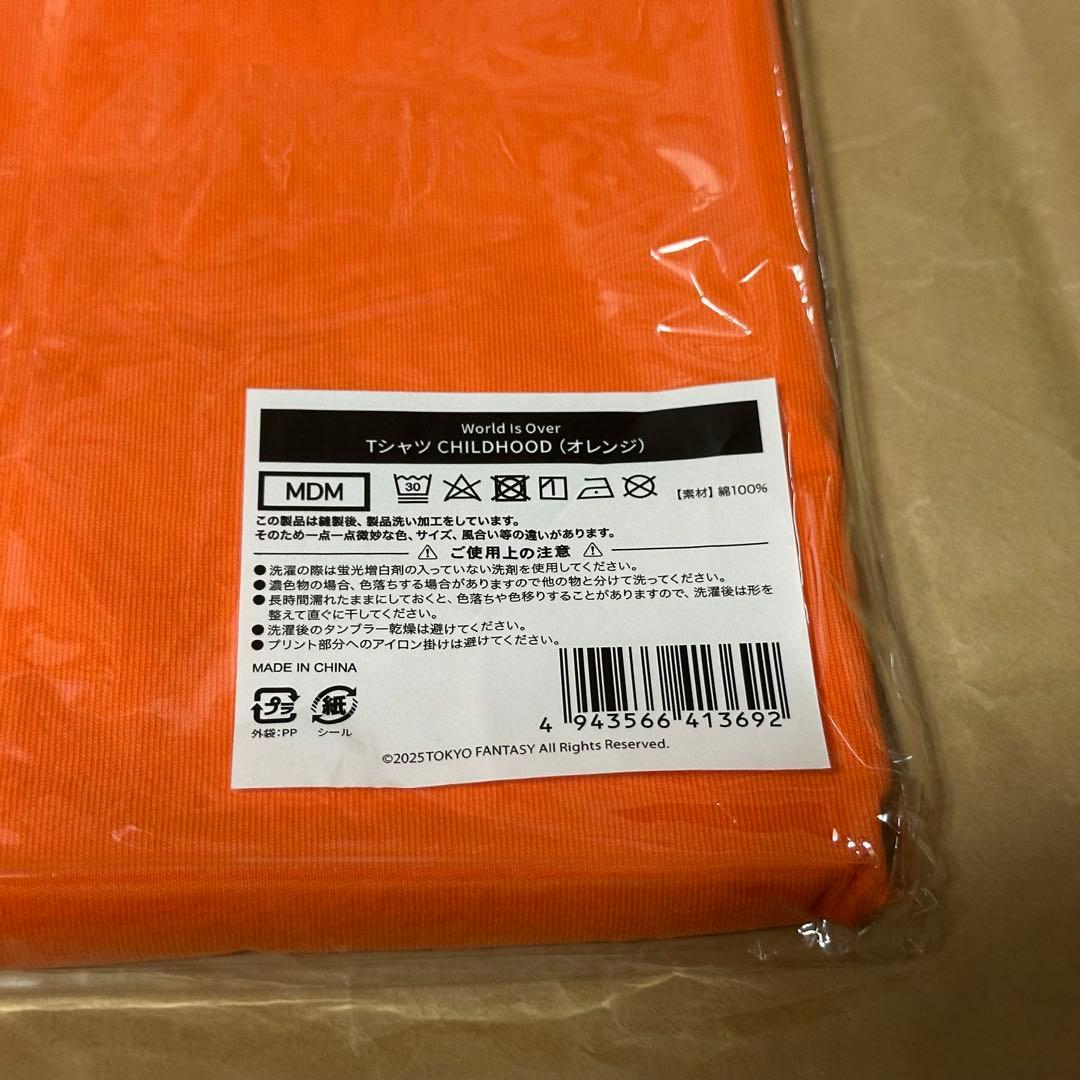 World Is Over
Tシャツ CHILDHOOD（オレンジ）
MDM
30
【素材】綿100%
この製品は縫製後、製品洗い加工をしています。
そのため一点一点微妙な色、サイズ、風合い等の違いがあります。
ご使用上の注意
●洗濯の際は蛍光増白剤の入っていない洗剤を使用してください。
●濃色物の場合、色落ちする場合がありますので他の物と分けて洗ってください。
●長時間濡れたままにしておくと、色落ちや色移りすることがありますので、洗濯後は形を
整えて直ぐに干してください。
●洗濯後のタンブラー乾燥は避けてください。
●プリント部分へのアイロン掛けは避けてください。
MADE IN CHINA
プラ
紙
外袋：PP
シール
4 943566 413692
©2025TOKYO FANTASY All Rights Reserved.